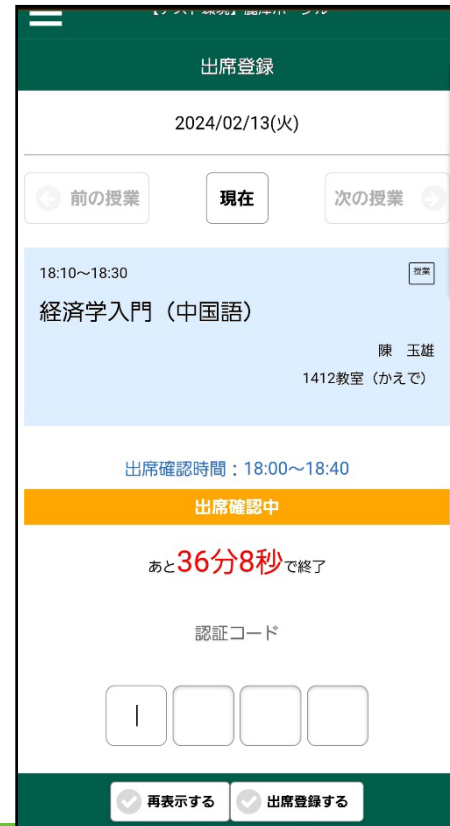 出席登録
2024/02/13(火)
前の授業 現在 次の授業
18:10～18:30 授業
経済学入門（中国語）
陳　玉雄
1412教室（かえで）
出席確認時間：18:00～18:40
出席確認中
あと36分8秒で終了
認証コード
再表示する 出席登録する